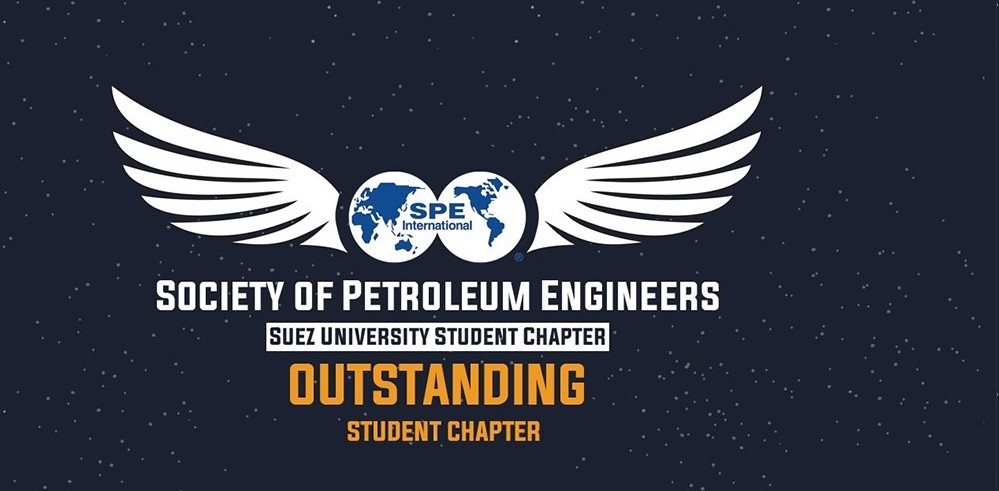 SPE
International
®
SOCIETY OF PETROLEUM ENGINEERS
SUEZ UNIVERSITY STUDENT CHAPTER
OUTSTANDING
STUDENT CHAPTER